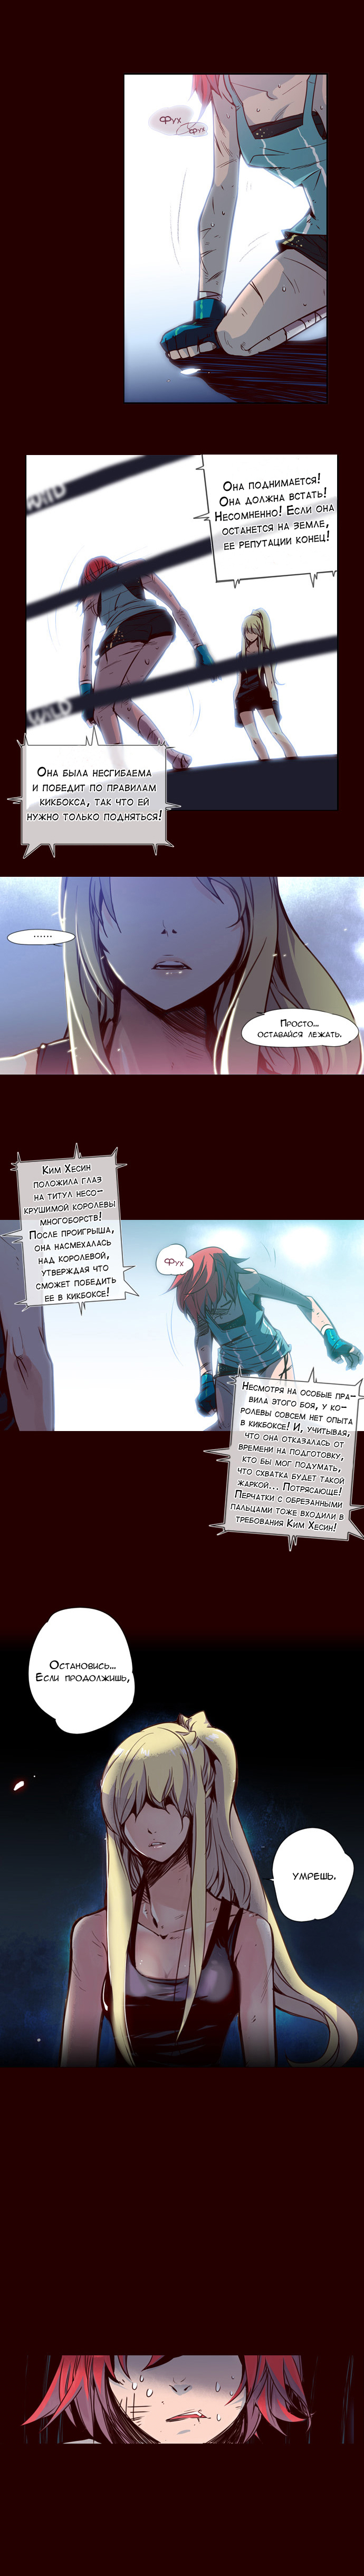 Фух
Фух
Она поднимается!
Она должна встать!
Несомненно! Если она
останется на земле,
ее репутации конец!
WILD
WILD
Она была несгибаема
и победит по правилам
кикбокса, так что ей
нужно только подняться!
......
Просто...
оставайся лежать.
Ким Хесин
положила глаз
на титул несо-
крушимой королевы
многоборств!
После проигрыша,
она насмехалась
над королевой,
утверждая что
сможет победить
ее в кикбоксе!
Фух
Несмотря на особые пра-
вила этого боя, у ко-
ролевы совсем нет опыта
в кикбоксе! И, учитывая,
что она отказалась от
времени на подготовку,
кто бы мог подумать,
что схватка будет такой
жаркой... Потрясающе!
Перчатки с обрезанными
пальцами тоже входили в
требования Ким Хесин!
Остановись...
Если продолжишь,
умрешь.